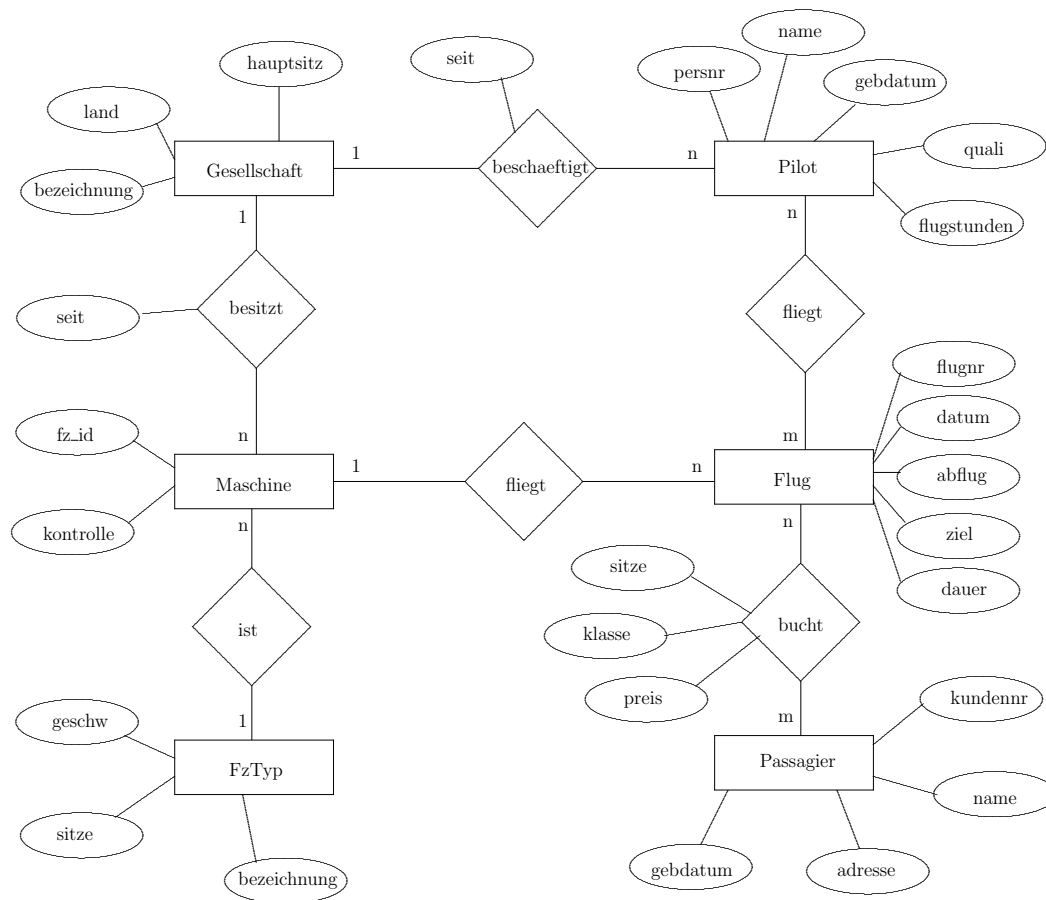 name
hauptsitz
seit
persnr
gebdatum
land
quali
1
n
Gesellschaft
beschaeftigt
Pilot
bezeichnung
1
n
flugstunden
besitzt
fliegt
seit
flugnr
datum
fz_id
n
m
1
n
abflug
Maschine
fliegt
Flug
n
n
kontrolle
ziel
sitze
dauer
ist
bucht
klasse
preis
kundennr
geschw
1
m
FzTyp
Passagier
name
sitze
gebdatum
adresse
bezeichnung